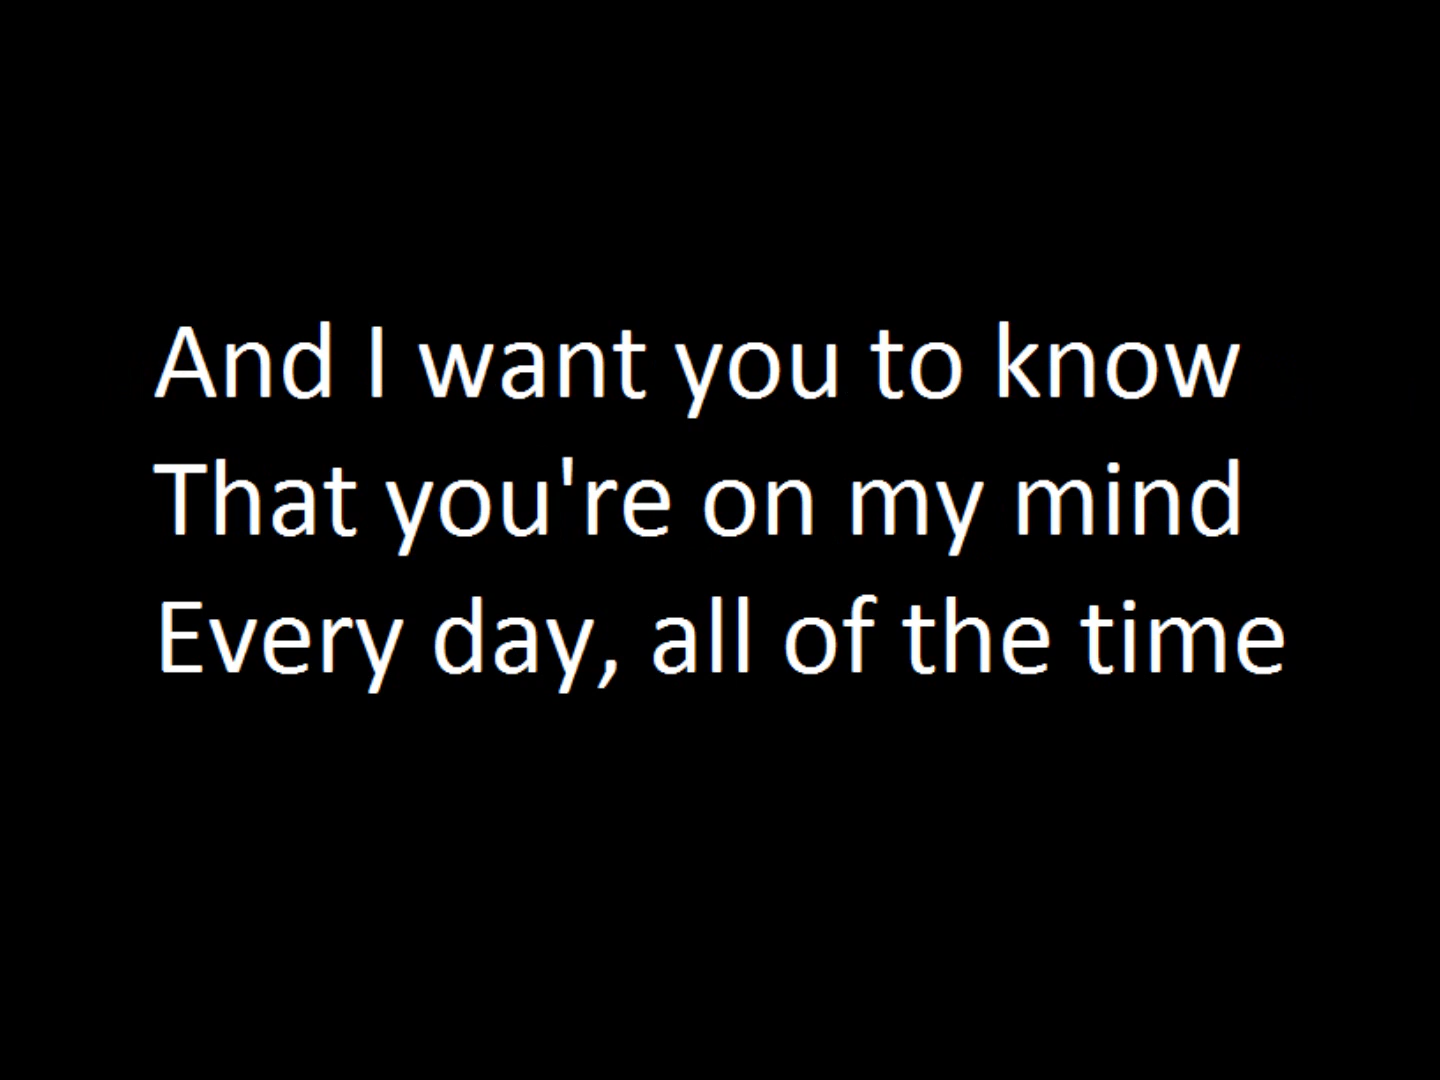 And I want you to know
That you're on my mind
Every day, all of the time